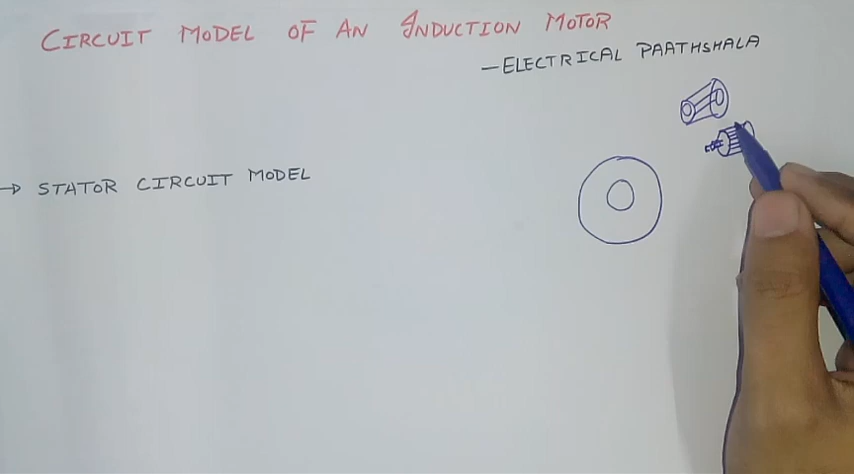 CIRCUIT MODEL OF AN INDUCTION MOTOR
—ELECTRICAL PAATHSHALA
→ STATOR CIRCUIT MODEL